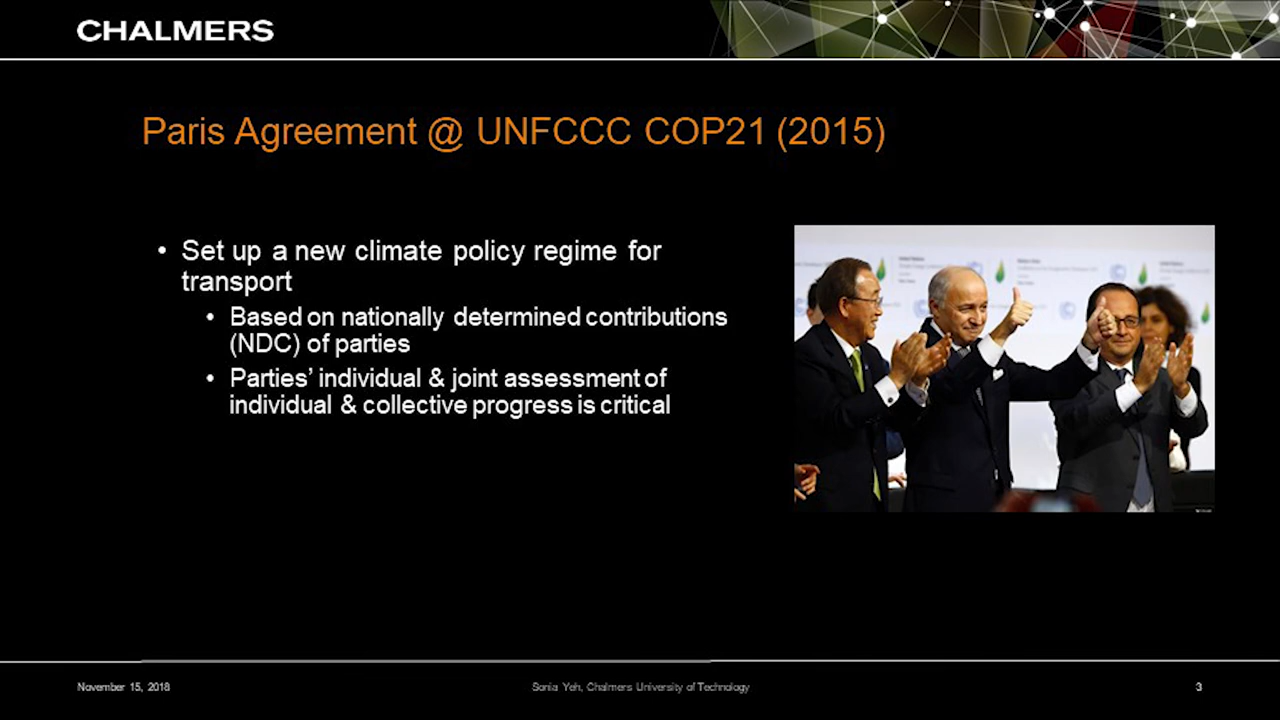 CHALMERS
Paris Agreement @ UNFCCC COP21 (2015)
• Set up a new climate policy regime for
transport
• Based on nationally determined contributions
(NDC) of parties
• Parties’ individual & joint assessment of
individual & collective progress is critical
November 15, 2018
Sonia Yeh, Chalmers University of Technology
3